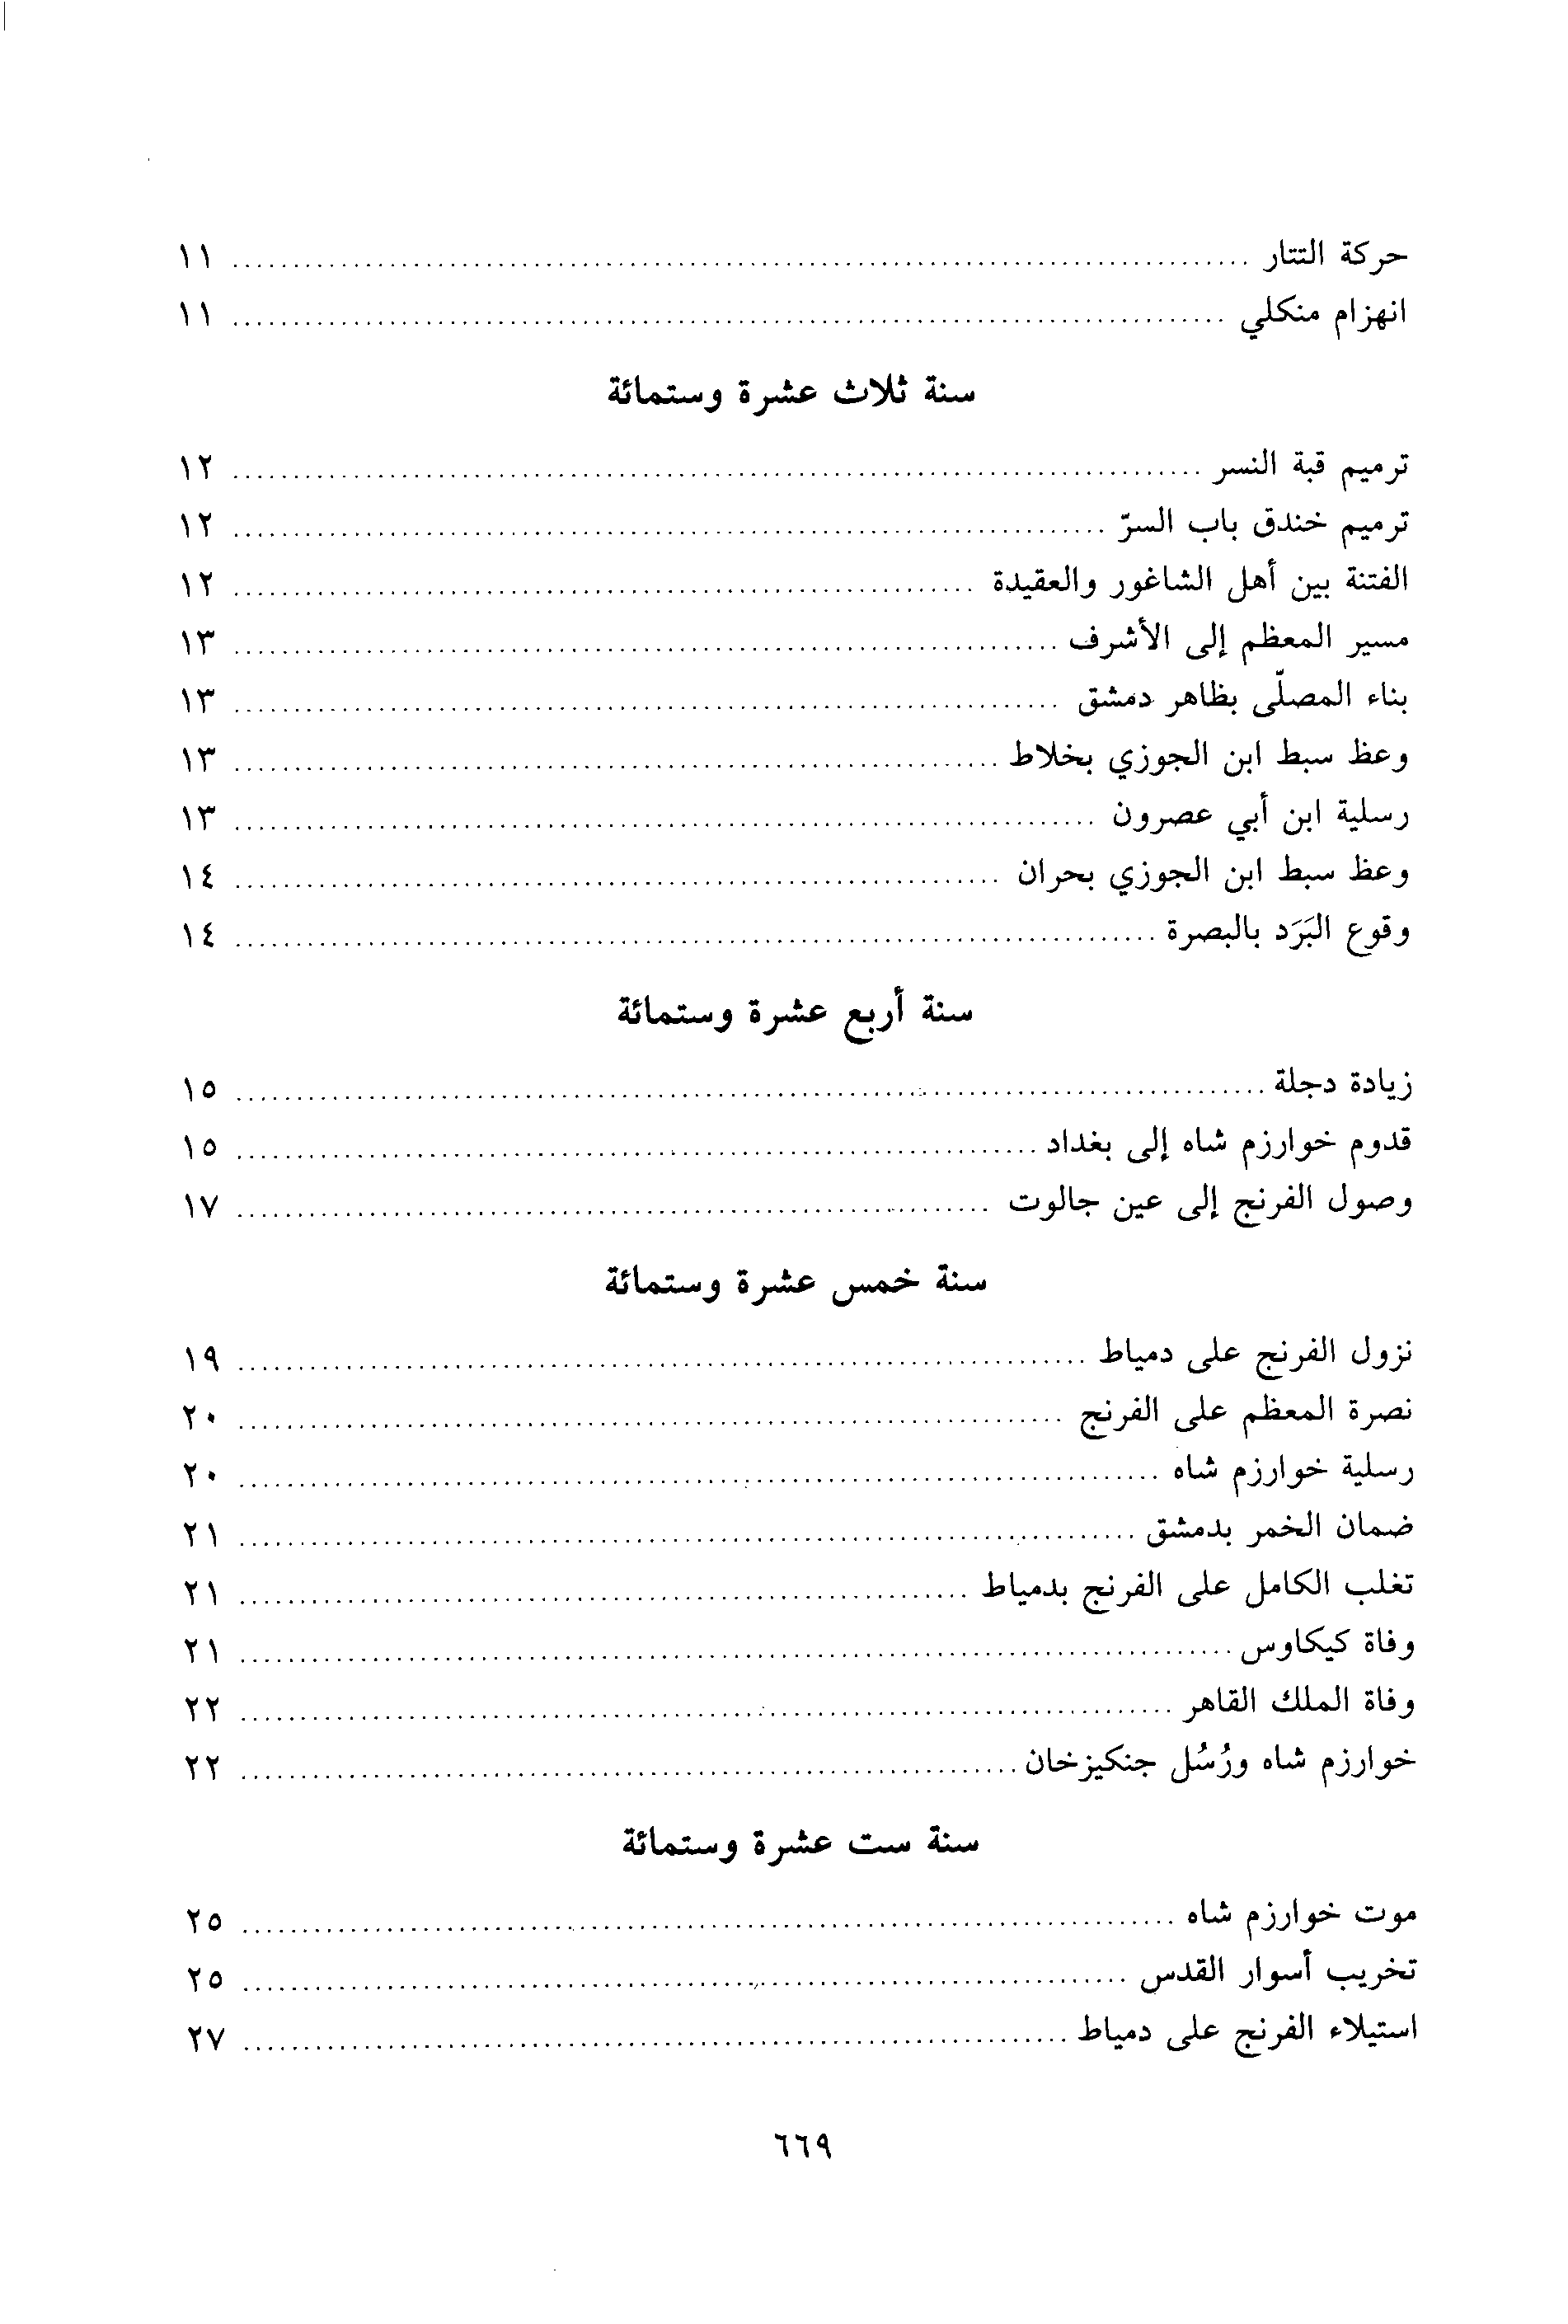 حركة التتار ........ ١١
انهزام منكلي ........ ١١
سنة ثلاث عشرة وستمائة
ترميم قبة النسر ........ ١٢
ترميم خندق باب السرّ ........ ١٢
الفتنة بين أهل الشاغور والعقيدة ........ ١٢
مسير المعظم إلى الأشرف ........ ١٣
بناء المصلّى بظاهر دمشق ........ ١٣
وعظ سبط ابن الجوزي بخلاط ........ ١٣
رسلية ابن أبي عصرون ........ ١٣
وعظ سبط ابن الجوزي بحران ........ ١٤
وقوع البَرَد بالبصرة ........ ١٤
سنة أربع عشرة وستمائة
زيادة دجلة ........ ١٥
قدوم خوارزم شاه إلى بغداد ........ ١٥
وصول الفرنج إلى عين جالوت ........ ١٧
سنة خمس عشرة وستمائة
نزول الفرنج على دمياط ........ ١٩
نصرة المعظم على الفرنج ........ ٢٠
رسلية خوارزم شاه ........ ٢٠
ضمان الخمر بدمشق ........ ٢١
تغلب الكامل على الفرنج بدمياط ........ ٢١
وفاة كيكاوس ........ ٢١
وفاة الملك القاهر ........ ٢٢
خوارزم شاه ورُسُل جنكيزخان ........ ٢٢
سنة ست عشرة وستمائة
موت خوارزم شاه ........ ٢٥
تخريب أسوار القدس ........ ٢٥
استيلاء الفرنج على دمياط ........ ٢٧
٦٦٩